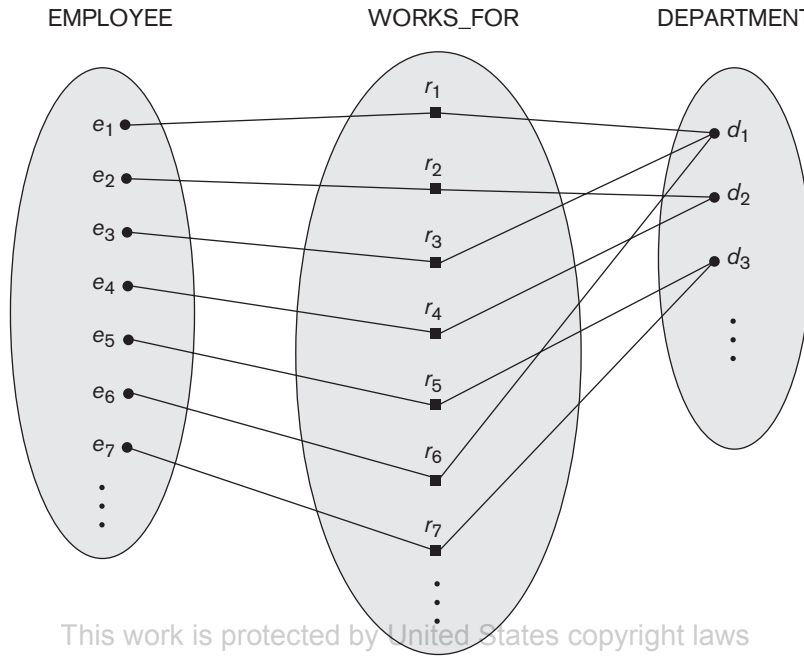 EMPLOYEE WORKS_FOR DEPARTMENT
r1
e1 d1
r2
e2 d2
e3 r3 d3
e4 r4
e5 r5
e6 r6
e7 r7
This work is protected by United States copyright laws